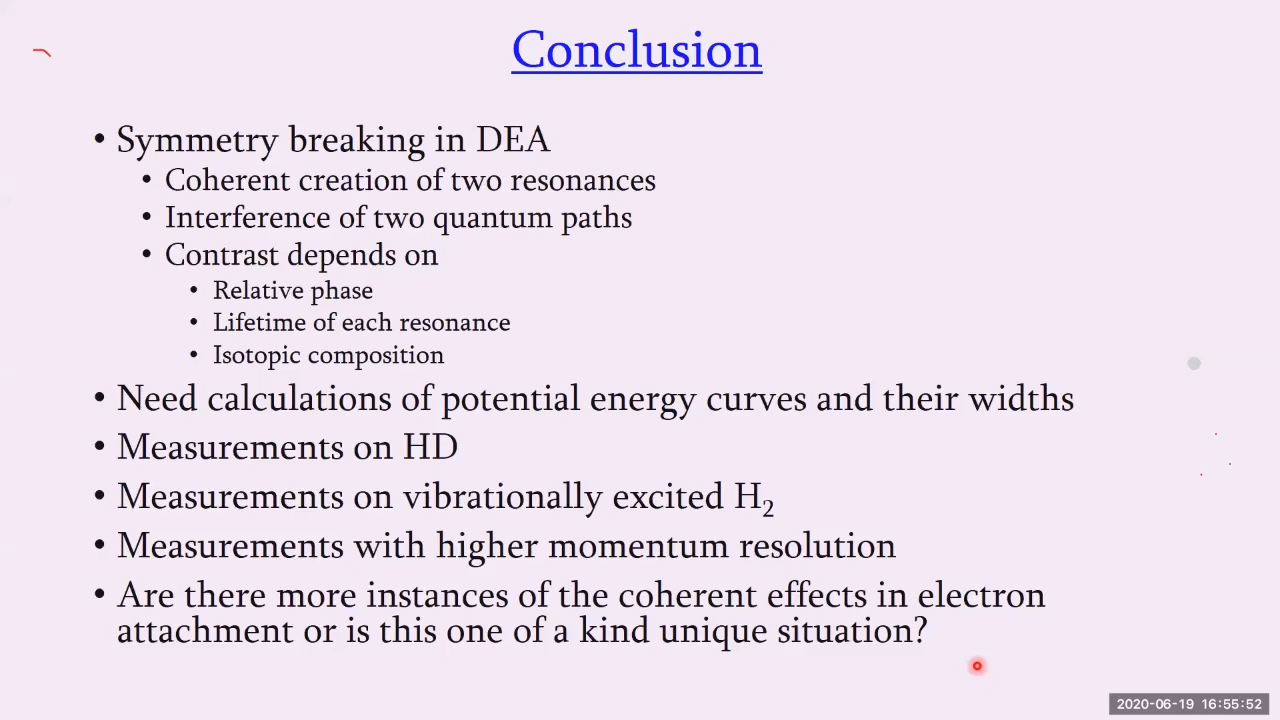 Conclusion
• Symmetry breaking in DEA
• Coherent creation of two resonances
• Interference of two quantum paths
• Contrast depends on
• Relative phase
• Lifetime of each resonance
• Isotopic composition
• Need calculations of potential energy curves and their widths
• Measurements on HD
• Measurements on vibrationally excited H₂
• Measurements with higher momentum resolution
• Are there more instances of the coherent effects in electron
attachment or is this one of a kind unique situation?
2020-06-19 16:55:52